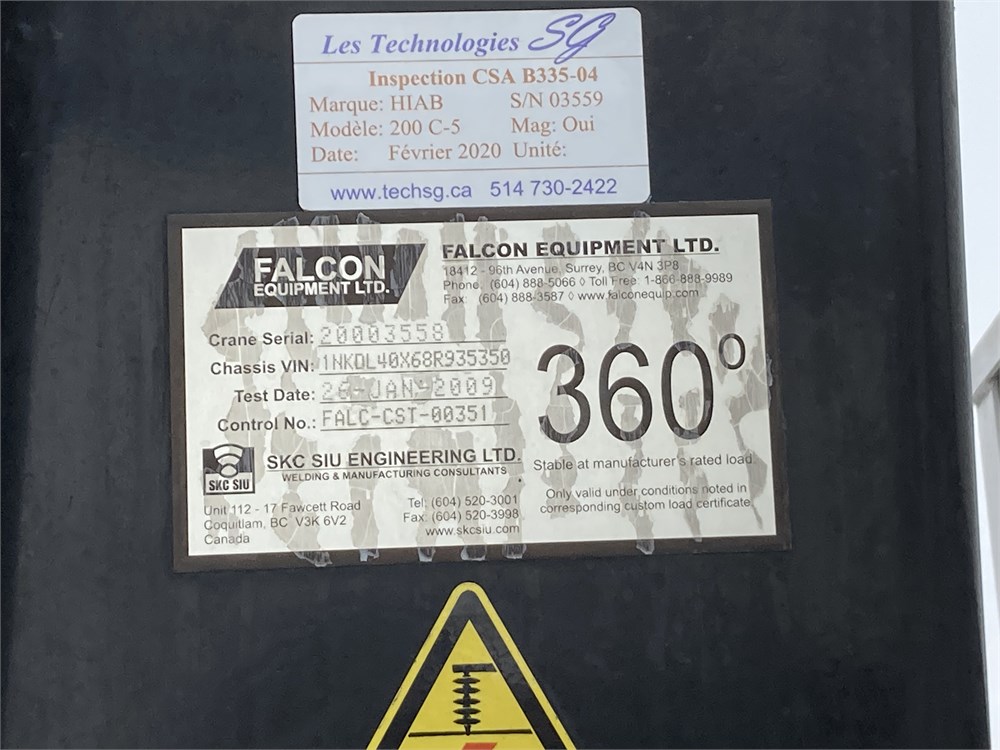 Les Technologies SG
Inspection CSA B335-04
Marque: HIAB S/N 03559
Modèle: 200 C-5 Mag: Oui
Date: Février 2020 Unité:
www.techsg.ca 514 730-2422
FALCON
EQUIPMENT LTD.
FALCON EQUIPMENT LTD.
18412 - 96th Avenue, Surrey, BC V4N 3P8
Phone: (604) 888-5066 ◊ Toll Free: 1-866-888-9989
Fax: (604) 888-3587 ◊ www.falconequip.com
Crane Serial: 20003558
Chassis VIN: 1NKDL40X68R935350
Test Date: 26-JAN-2009
Control No.: FALC-CST-00351
360°
SKC SIU
SKC SIU ENGINEERING LTD.
WELDING & MANUFACTURING CONSULTANTS
Unit 112 - 17 Fawcett Road
Coquitlam, BC V3K 6V2
Canada
Tel: (604) 520-3001
Fax: (604) 520-3998
www.skcsiu.com
Stable at manufacturer's rated load.
Only valid under conditions noted in
corresponding custom load certificate.